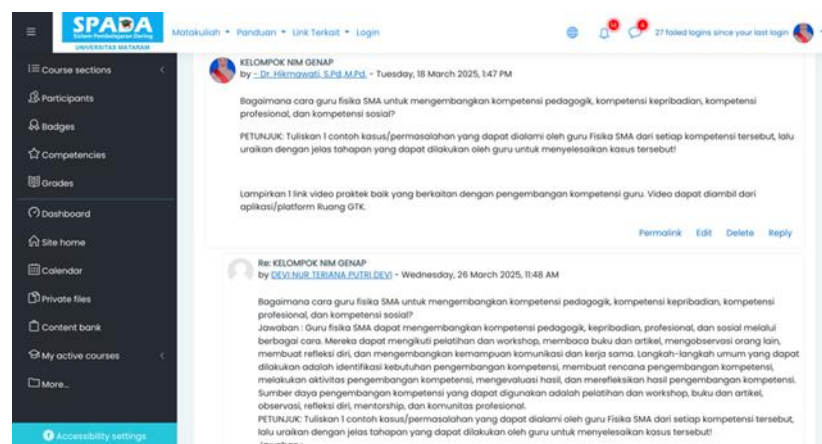 SPADA
Sistem Pembelajaran Daring
UNIVERSITAS MATARAM
Matakuliah Panduan Link Terkait Login
27 failed logins since your last login
Course sections
Participants
Badges
Competencies
Grades
Dashboard
Site home
Calendar
Private files
Content bank
My active courses
More...
Accessibility settings
KELOMPOK NIM GENAP
by - Dr. Hikmawati, S.Pd, M.Pd. - Tuesday, 18 March 2025, 1:47 PM
Bagaimana cara guru fisika SMA untuk mengembangkan kompetensi pedagogik, kompetensi kepribadian, kompetensi
profesional, dan kompetensi sosial?
PETUNJUK: Tuliskan 1 contoh kasus/permasalahan yang dapat dialami oleh guru Fisika SMA dari setiap kompetensi tersebut, lalu
uraikan dengan jelas tahapan yang dapat dilakukan oleh guru untuk menyelesaikan kasus tersebut!
Lampirkan 1 link video praktek baik yang berkaitan dengan pengembangan kompetensi guru. Video dapat diambil dari
aplikasi/platform Ruang GTK.
Permalink Edit Delete Reply
Re: KELOMPOK NIM GENAP
by DEVI NUR TERIANA PUTRI DEVI - Wednesday, 26 March 2025, 11:48 AM
Bagaimana cara guru fisika SMA untuk mengembangkan kompetensi pedagogik, kompetensi kepribadian, kompetensi
profesional, dan kompetensi sosial?
Jawaban : Guru fisika SMA dapat mengembangkan kompetensi pedagogik, kepribadian, profesional, dan sosial melalui
berbagai cara. Mereka dapat mengikuti pelatihan dan workshop, membaca buku dan artikel, mengobservasi orang lain,
membuat refleksi diri, dan mengembangkan kemampuan komunikasi dan kerja sama. Langkah-langkah umum yang dapat
dilakukan adalah identifikasi kebutuhan pengembangan kompetensi, membuat rencana pengembangan kompetensi,
melakukan aktivitas pengembangan kompetensi, mengevaluasi hasil, dan merefleksikan hasil pengembangan kompetensi.
Sumber daya pengembangan kompetensi yang dapat digunakan adalah pelatihan dan workshop, buku dan artikel,
observasi, refleksi diri, mentorship, dan komunitas profesional.
PETUNJUK: Tuliskan 1 contoh kasus/permasalahan yang dapat dialami oleh guru Fisika SMA dari setiap kompetensi tersebut,
lalu uraikan dengan jelas tahapan yang dapat dilakukan oleh guru untuk menyelesaikan kasus tersebut!